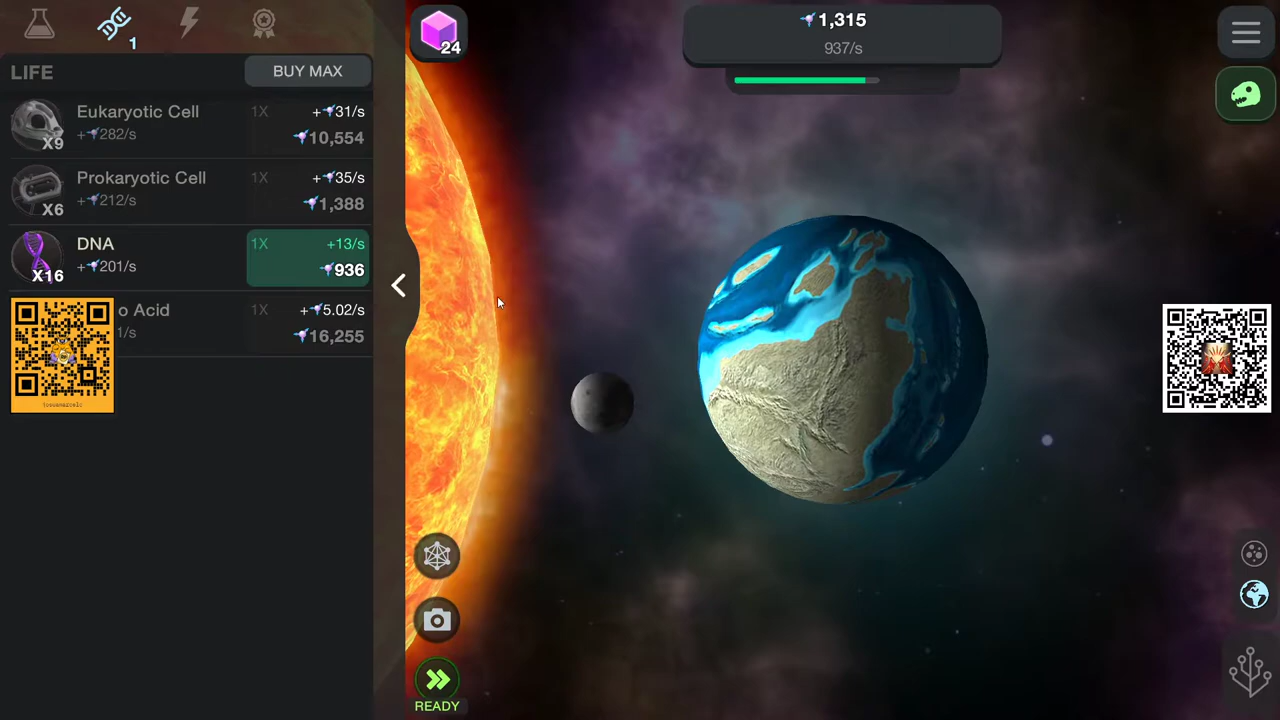 1
24
1,315
937/s
LIFE
BUY MAX
Eukaryotic Cell
+282/s
X9
1X
+31/s
10,554
Prokaryotic Cell
+212/s
X6
1X
+35/s
1,388
DNA
+201/s
X16
1X
+13/s
936
o Acid
1/s
1X
+5.02/s
16,255
josuamarcelc
READY